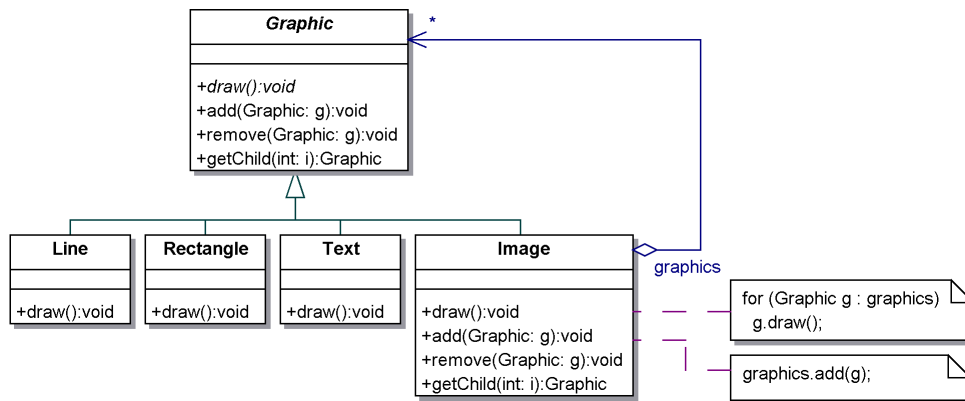 Graphic
*
+draw():void
+add(Graphic: g):void
+remove(Graphic: g):void
+getChild(int: i):Graphic
Line
+draw():void
Rectangle
+draw():void
Text
+draw():void
Image
+draw():void
+add(Graphic: g):void
+remove(Graphic: g):void
+getChild(int: i):Graphic
graphics
for (Graphic g : graphics)
g.draw();
graphics.add(g);